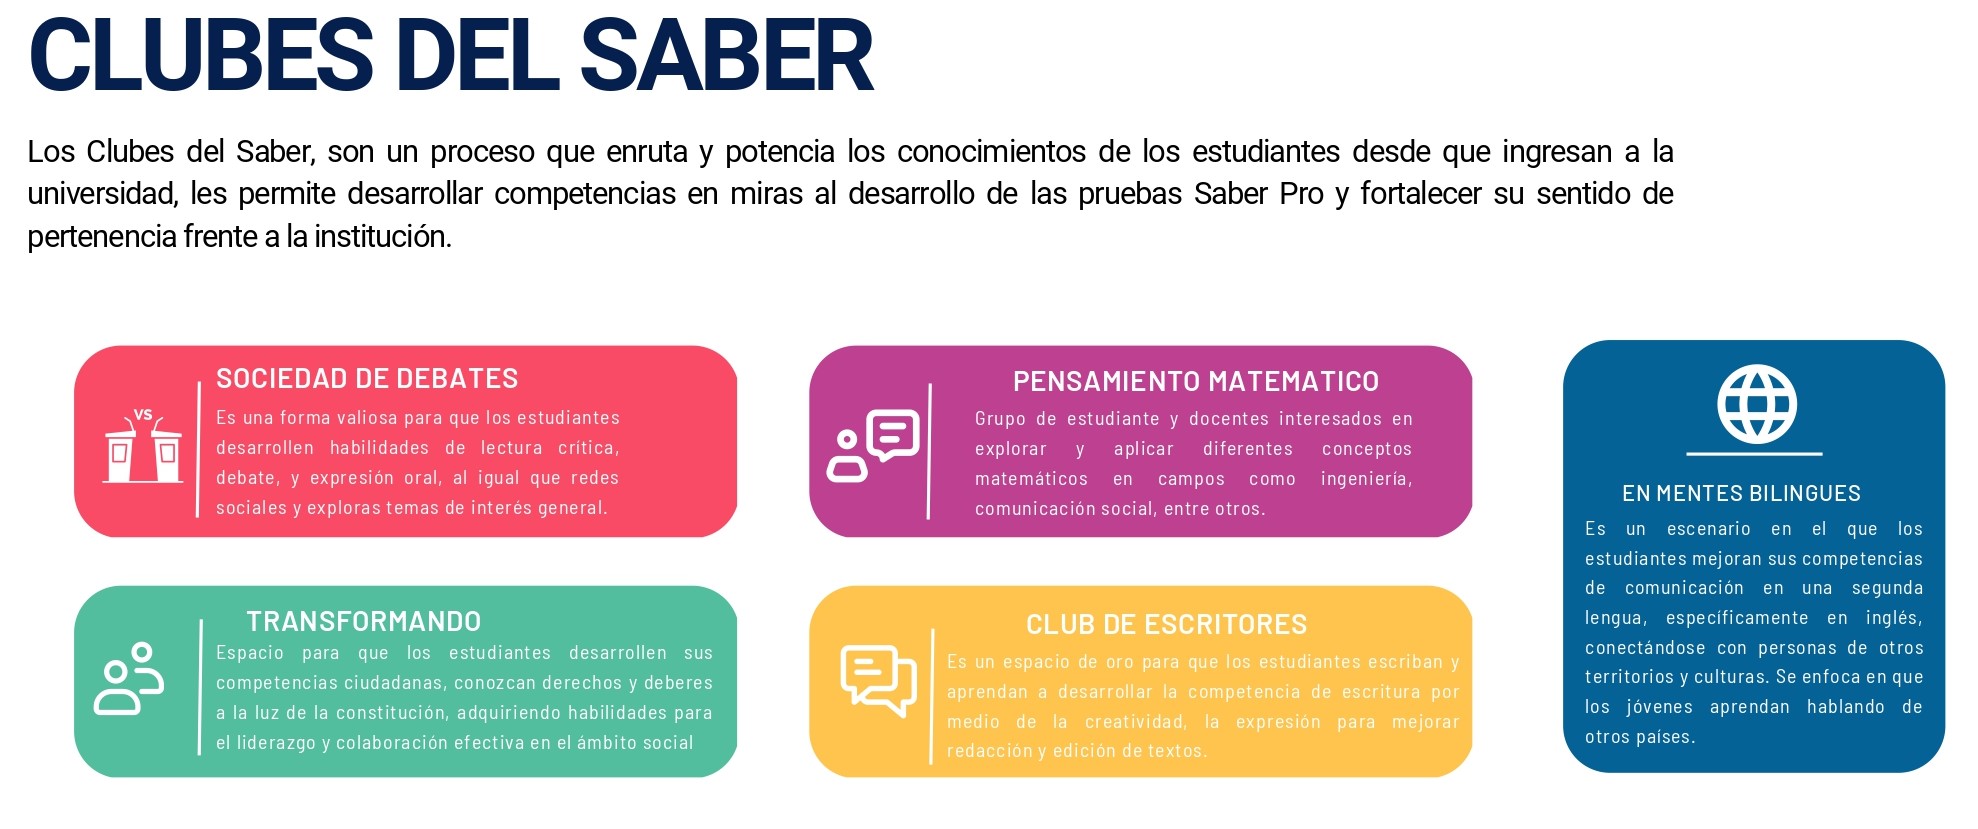 CLUBES DEL SABER
Los Clubes del Saber, son un proceso que enruta y potencia los conocimientos de los estudiantes desde que ingresan a la
universidad, les permite desarrollar competencias en miras al desarrollo de las pruebas Saber Pro y fortalecer su sentido de
pertenencia frente a la institución.
SOCIEDAD DE DEBATES
VS
Es una forma valiosa para que los estudiantes
desarrollen habilidades de lectura crítica,
debate, y expresión oral, al igual que redes
sociales y exploras temas de interés general.
PENSAMIENTO MATEMATICO
Grupo de estudiante y docentes interesados en
explorar y aplicar diferentes conceptos
matemáticos en campos como ingeniería,
comunicación social, entre otros.
TRANSFORMANDO
Espacio para que los estudiantes desarrollen sus
competencias ciudadanas, conozcan derechos y deberes
a la luz de la constitución, adquiriendo habilidades para
el liderazgo y colaboración efectiva en el ámbito social
CLUB DE ESCRITORES
Es un espacio de oro para que los estudiantes escriban y
aprendan a desarrollar la competencia de escritura por
medio de la creatividad, la expresión para mejorar
redacción y edición de textos.
EN MENTES BILINGUES
Es un escenario en el que los
estudiantes mejoran sus competencias
de comunicación en una segunda
lengua, específicamente en inglés,
conectándose con personas de otros
territorios y culturas. Se enfoca en que
los jóvenes aprendan hablando de
otros países.